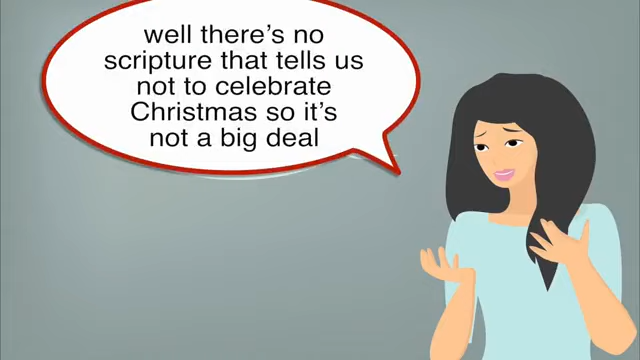 well there's no
scripture that tells us
not to celebrate
Christmas so it's
not a big deal